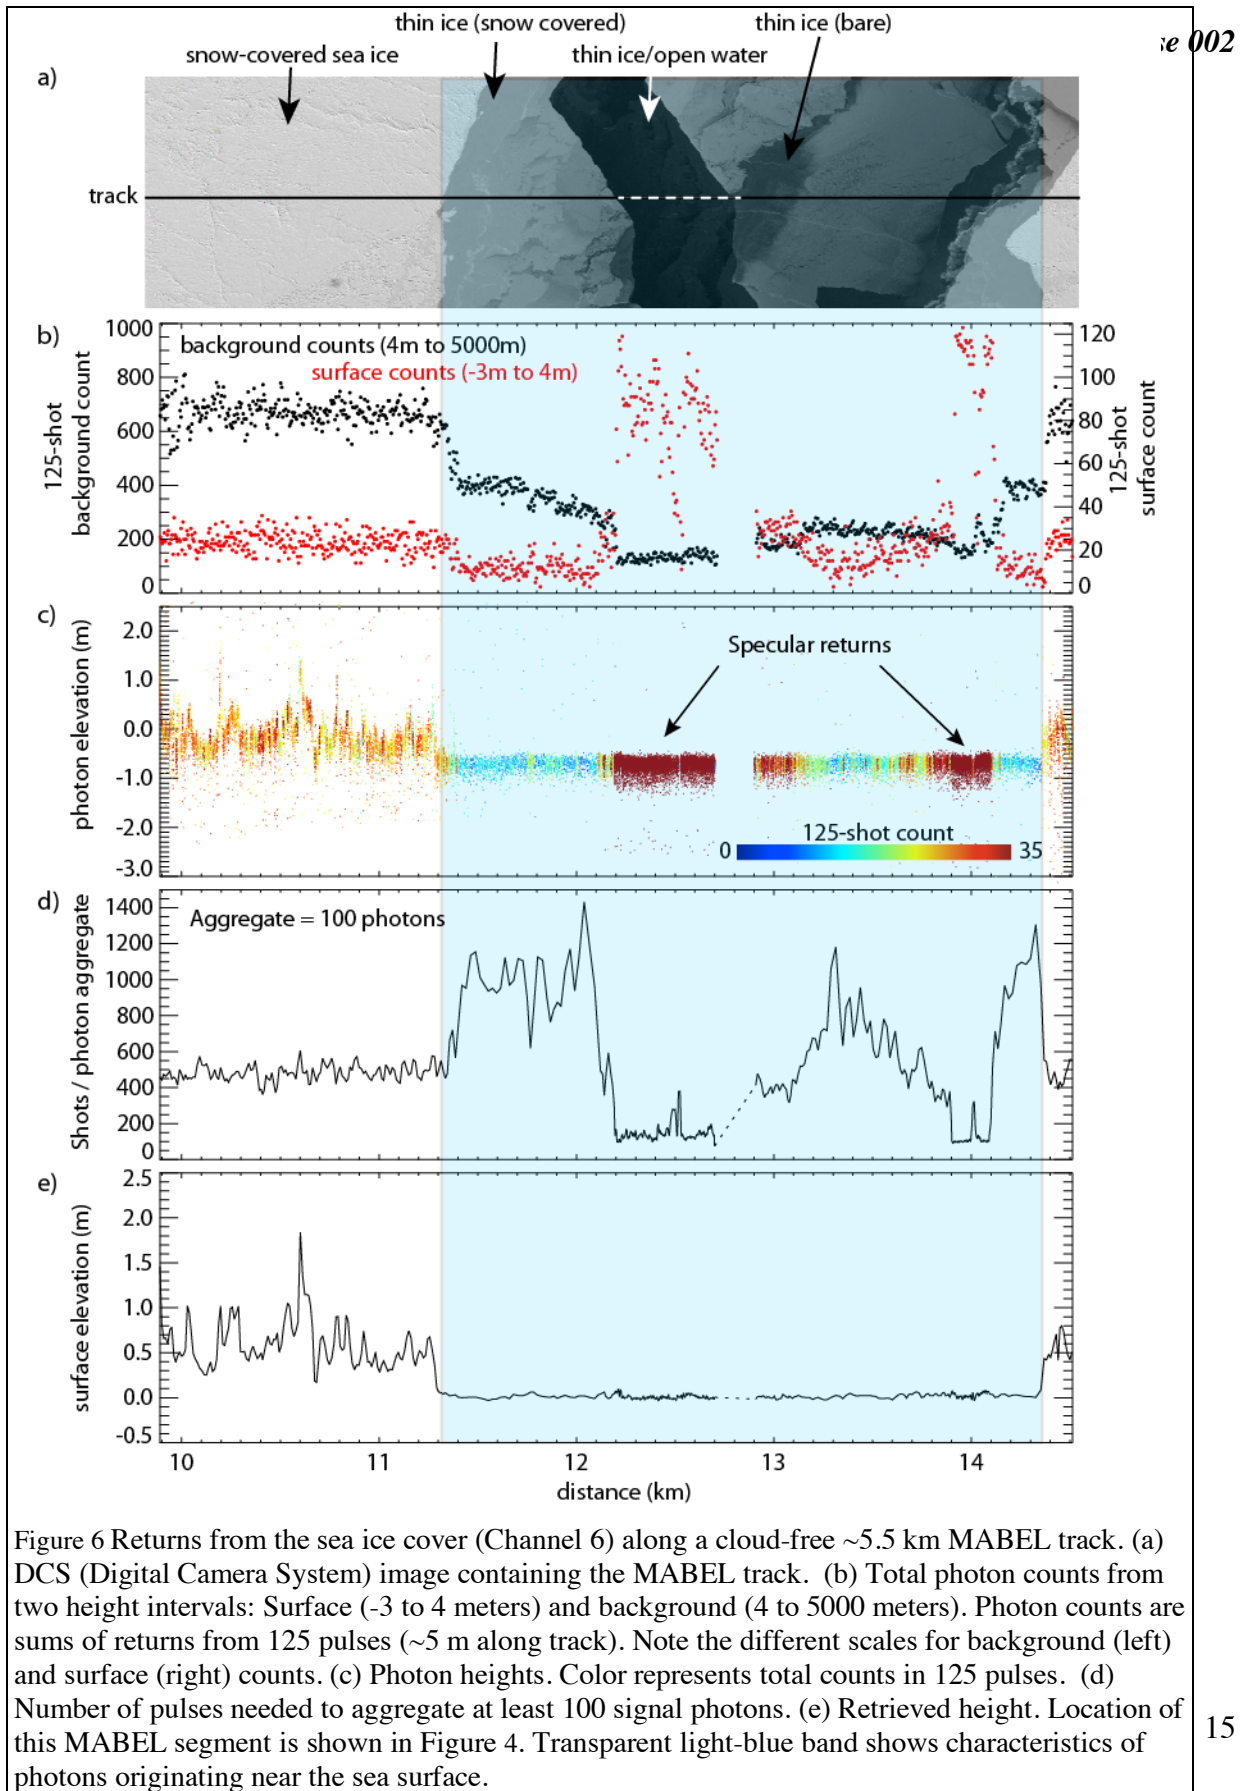 thin ice (snow covered)
thin ice (bare)
snow-covered sea ice
thin ice/open water
se 002
a)
track
b)
1000
800
600
400
200
0
125-shot
background count
background counts (4m to 5000m)
surface counts (-3m to 4m)
120
100
80
60
40
20
0
125-shot
surface count
c)
2.0
1.0
0.0
-1.0
-2.0
-3.0
photon elevation (m)
Specular returns
125-shot count
0
35
d)
1400
1200
1000
800
600
400
200
0
Shots / photon aggregate
Aggregate = 100 photons
e)
2.5
2.0
1.5
1.0
0.5
0.0
-0.5
surface elevation (m)
10 11 12 13 14
distance (km)
Figure 6 Returns from the sea ice cover (Channel 6) along a cloud-free ~5.5 km MABEL track. (a)
DCS (Digital Camera System) image containing the MABEL track. (b) Total photon counts from
two height intervals: Surface (-3 to 4 meters) and background (4 to 5000 meters). Photon counts are
sums of returns from 125 pulses (~5 m along track). Note the different scales for background (left)
and surface (right) counts. (c) Photon heights. Color represents total counts in 125 pulses. (d)
Number of pulses needed to aggregate at least 100 signal photons. (e) Retrieved height. Location of
this MABEL segment is shown in Figure 4. Transparent light-blue band shows characteristics of
photons originating near the sea surface.
15